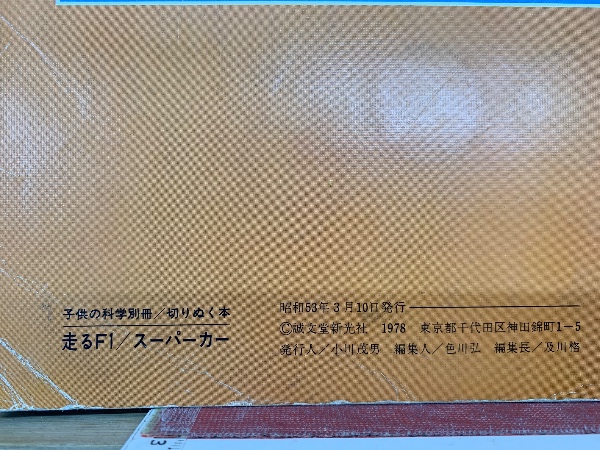 子供の科学別冊/切りぬく本
走るF1/スーパーカー
昭和53年3月10日発行
©誠文堂新光社 1978 東京都千代田区神田錦町1-5
発行人/小川茂男 編集人/色川弘 編集長/及川格
3